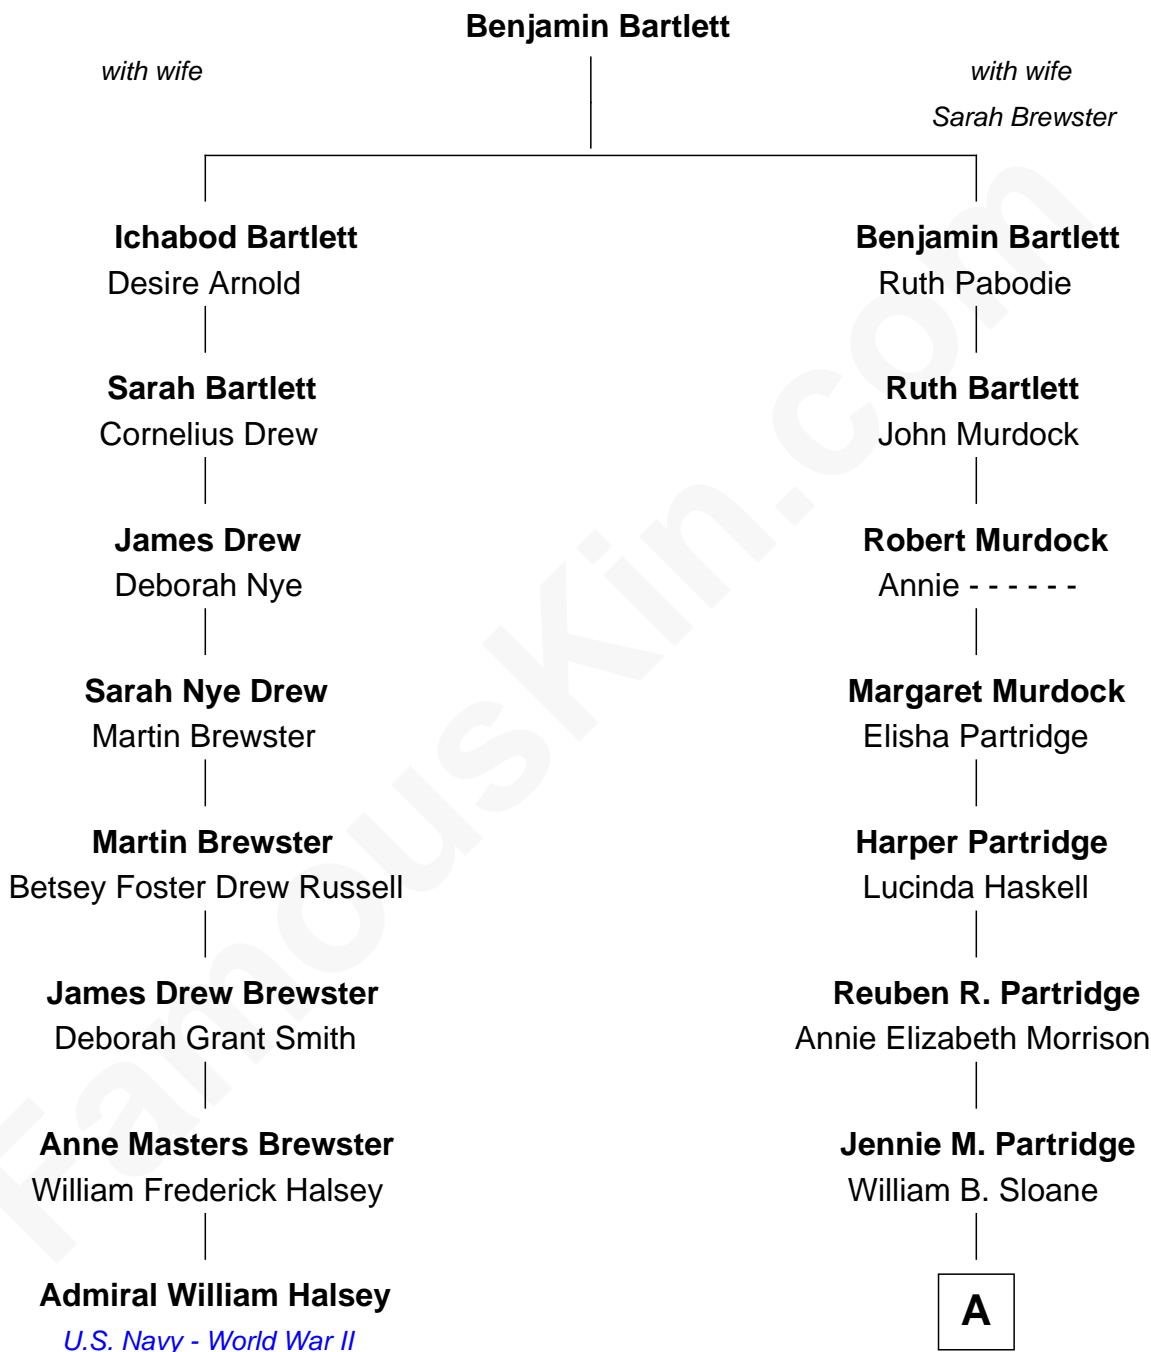 Benjamin Bartlett
with wife
with wife
Sarah Brewster
Ichabod Bartlett
Desire Arnold
Benjamin Bartlett
Ruth Pabodie
Sarah Bartlett
Cornelius Drew
Ruth Bartlett
John Murdock
James Drew
Deborah Nye
Robert Murdock
Annie - - - - - -
Sarah Nye Drew
Martin Brewster
Margaret Murdock
Elisha Partridge
Martin Brewster
Betsey Foster Drew Russell
Harper Partridge
Lucinda Haskell
James Drew Brewster
Deborah Grant Smith
Reuben R. Partridge
Annie Elizabeth Morrison
Anne Masters Brewster
William Frederick Halsey
Jennie M. Partridge
William B. Sloane
Admiral William Halsey
U.S. Navy - World War II
A
FamousKin.com